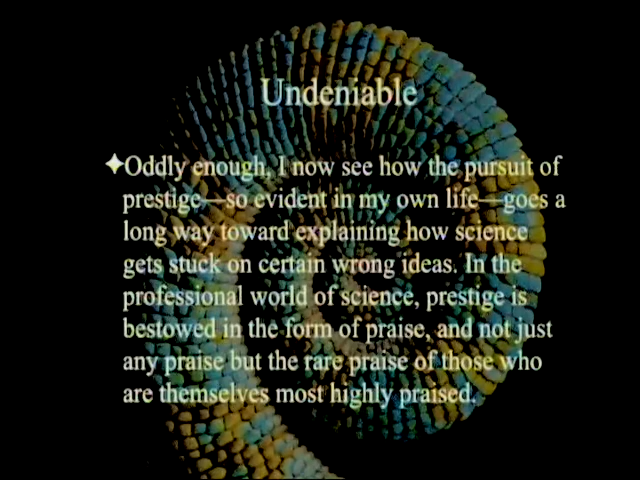 Undeniable
✦Oddly enough, I now see how the pursuit of
prestige—so evident in my own life—goes a
long way toward explaining how science
gets stuck on certain wrong ideas. In the
professional world of science, prestige is
bestowed in the form of praise, and not just
any praise but the rare praise of those who
are themselves most highly praised.